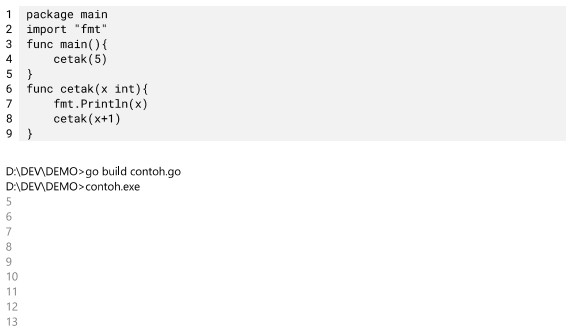 1 package main
2 import "fmt"
3 func main(){
4     cetak(5)
5 }
6 func cetak(x int){
7     fmt.Println(x)
8     cetak(x+1)
9 }
D:\DEV\DEMO>go build contoh.go
D:\DEV\DEMO>contoh.exe
5
6
7
8
9
10
11
12
13